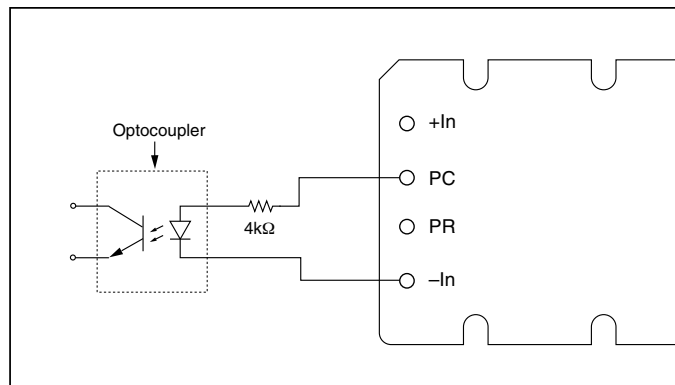 Optocoupler
4kΩ
+In
PC
PR
–In